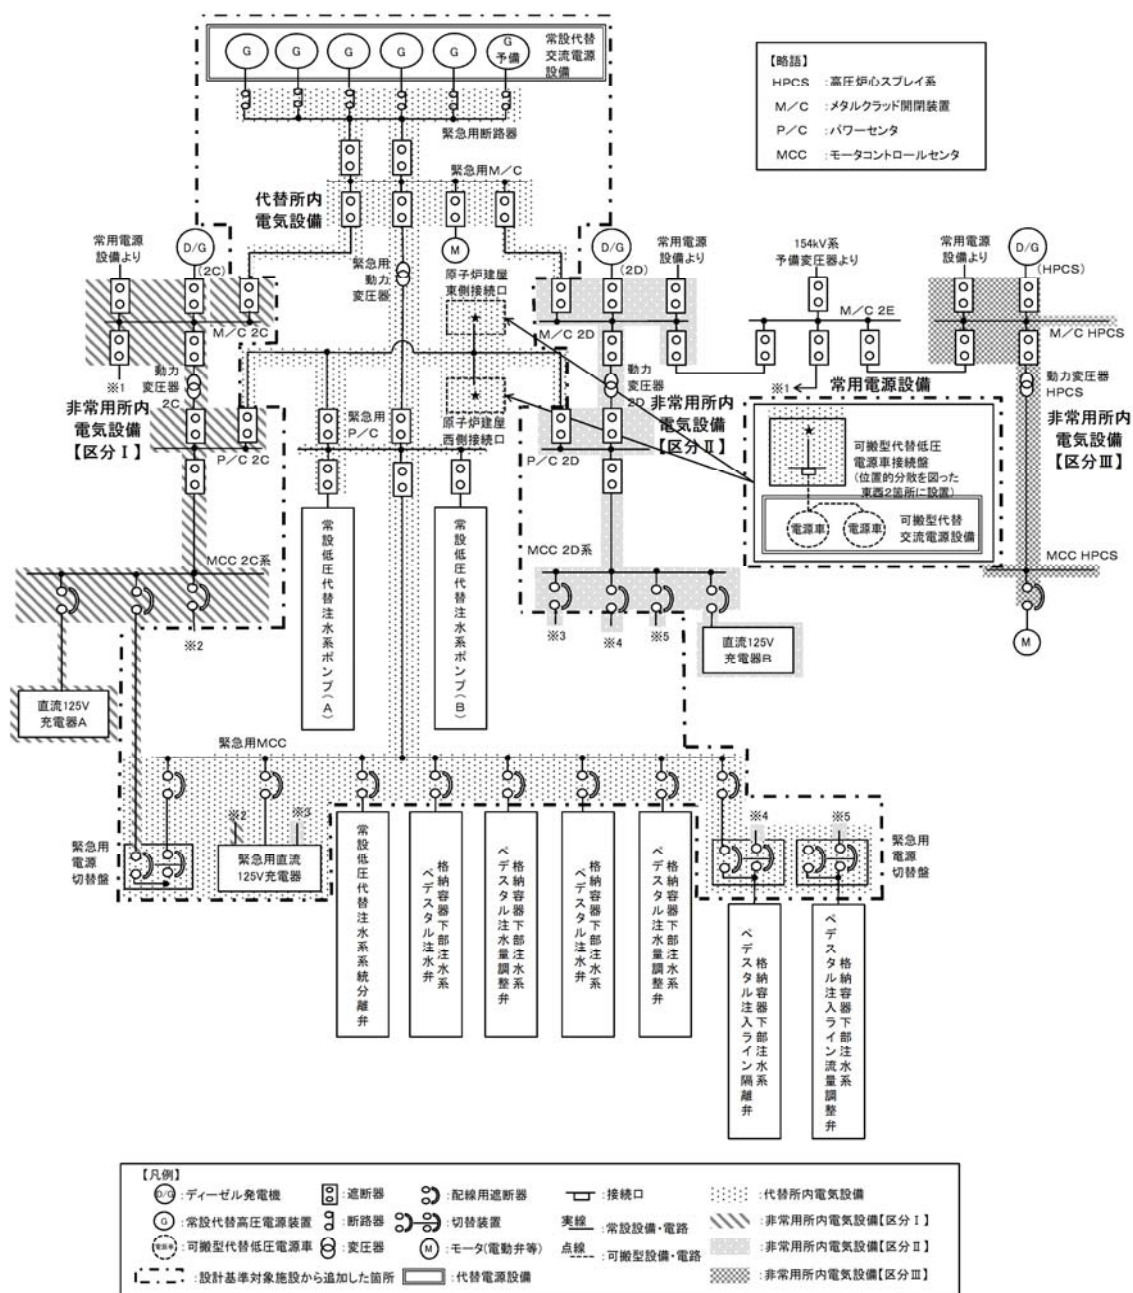 G
G
G
G
G
G
予備
常設代替
交流電源
設備
緊急用断路器
【略語】
HPCS :高圧炉心スプレイ系
M/C :メタルクラッド開閉装置
P/C :パワーセンタ
MCC :モータコントロールセンタ
緊急用M/C
代替所内
電気設備
常用電源
設備より
D/G
(2C)
緊急用
動力
変圧器
M
原子炉建屋
東側接続口
D/G
(2D)
常用電源
設備より
154kV系
予備変圧器より
常用電源
設備より
D/G
(HPCS)
M/C 2C
M/C 2D
M/C 2E
M/C HPCS
※1
動力
変圧器
2C
非常用所内
電気設備
【区分Ⅰ】
P/C 2C
緊急用
P/C
原子炉建屋
西側接続口
動力
変圧器
2D
非常用所内
電気設備
【区分Ⅱ】
P/C 2D
※1
常用電源設備
動力変圧器
HPCS
非常用所内
電気設備
【区分Ⅲ】
可搬型代替低圧
電源車接続盤
(位置的分散を図った
東西2箇所に設置)
電源車
電源車
可搬型代替
交流電源設備
MCC 2C系
常設低圧代替注水系ポンプ(A)
常設低圧代替注水系ポンプ(B)
MCC 2D系
MCC HPCS
※2
※3
※4
※5
M
直流125V
充電器A
直流125V
充電器B
緊急用MCC
※2
※3
緊急用
電源
切替盤
緊急用直流
125V充電器
※4
※5
緊急用
電源
切替盤
常設低圧代替注水系系統分離弁
格納容器下部注水系
ペデスタル注水弁
格納容器下部注水系
ペデスタル注水量調整弁
格納容器下部注水系
ペデスタル注水弁
格納容器下部注水系
ペデスタル注水量調整弁
格納容器下部注水系
ペデスタル注入ライン隔離弁
格納容器下部注水系
ペデスタル注入ライン流量調整弁
【凡例】
D/G :ディーゼル発電機
:遮断器
:配線用遮断器
:接続口
:代替所内電気設備
G :常設代替高圧電源装置
:断路器
:切替装置
実線 :常設設備・電路
:非常用所内電気設備【区分Ⅰ】
電源車 :可搬型代替低圧電源車
:変圧器
M :モータ(電動弁等)
点線 :可搬型設備・電路
:非常用所内電気設備【区分Ⅱ】
:設計基準対象施設から追加した箇所
:代替電源設備
:非常用所内電気設備【区分Ⅲ】